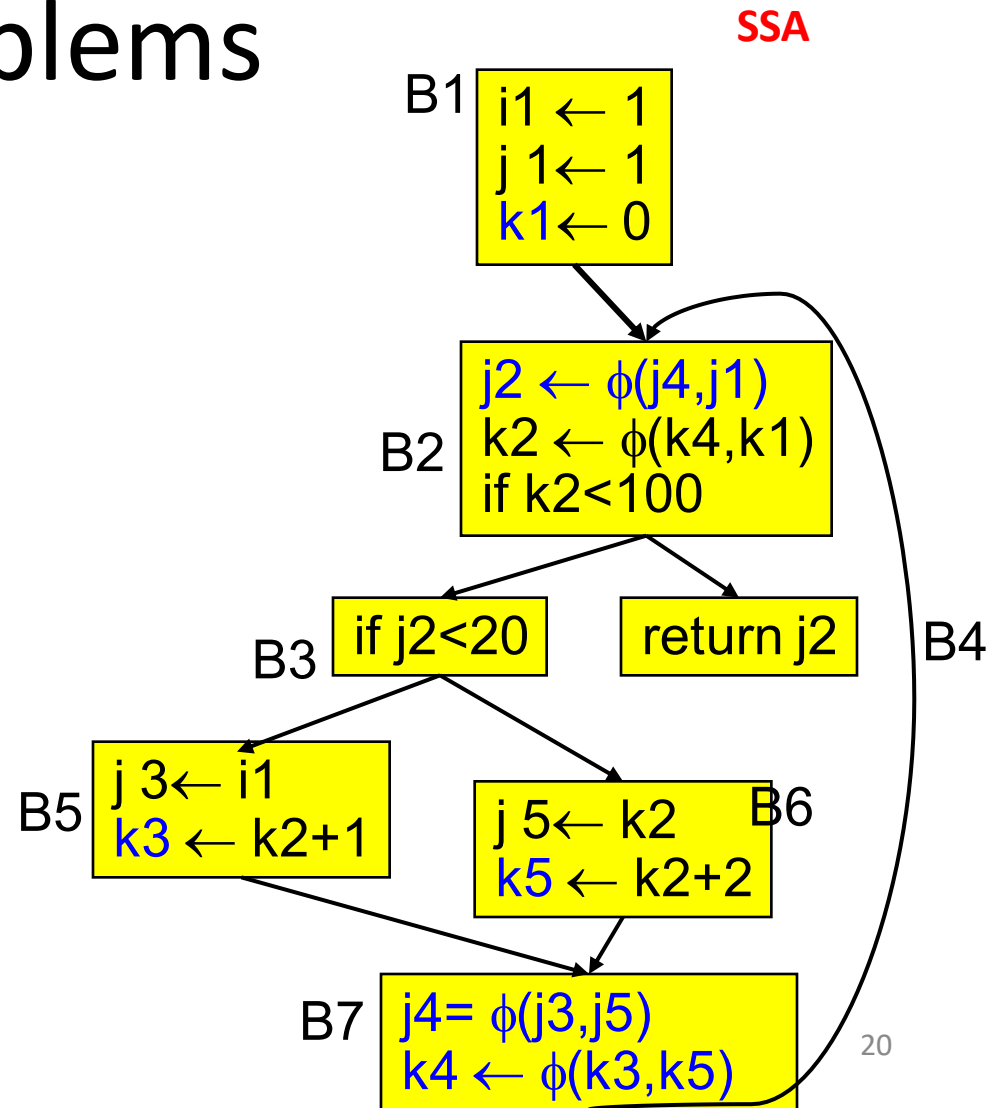 blems
SSA
B1
i1 ← 1
j 1← 1
k1← 0
B2
j2 ← ϕ(j4,j1)
k2 ← ϕ(k4,k1)
if k2<100
B3
if j2<20
return j2
B4
B5
j 3← i1
k3 ← k2+1
B6
j 5← k2
k5 ← k2+2
B7
j4= ϕ(j3,j5)
k4 ← ϕ(k3,k5)
20